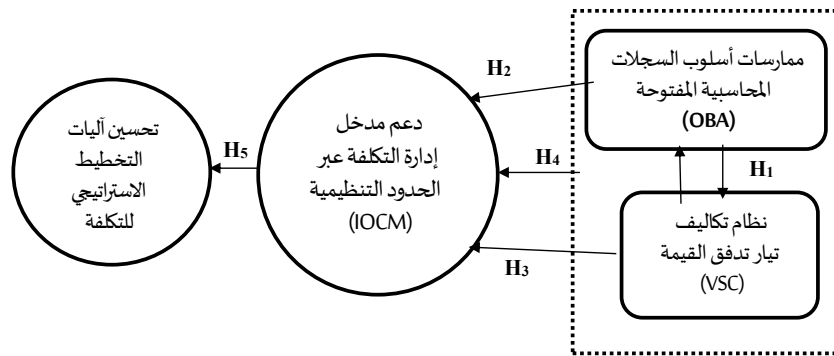 ممارسات أسلوب السجلات
المحاسبية المفتوحة
(OBA)
H1
نظام تكاليف
تيار تدفق القيمة
(VSC)
H2
H4
H3
دعم مدخل
إدارة التكلفة عبر
الحدود التنظيمية
(IOCM)
H5
تحسين آليات
التخطيط
الاستراتيجي
للتكلفة